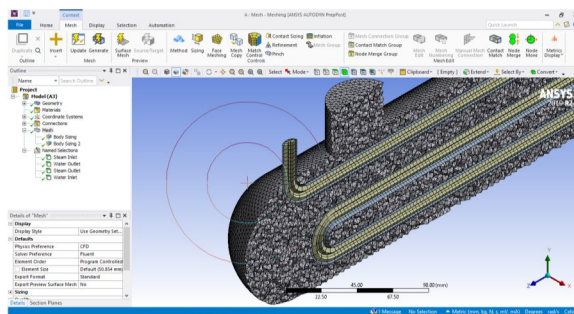 A : Mesh - Meshing [ANSYS AUTODYN PrepPost]
Context
File Home Mesh Display Selection Automation
Quick Launch
Duplicate Q Insert Update Generate Surface Mesh Source/Target Method Sizing Face Meshing Mesh Copy Match Control Contact Sizing Inflation
Refinement Mesh Group
Pinch
Mesh Connection Group
Contact Match Group
Node Merge Group
Mesh Edit Mesh Numbering Manual Mesh Connection Contact Match Node Merge Node Move Metrics Display
Outline Mesh Preview Controls Mesh Edit
Outline
Name Search Outline
Select Mode Clipboard [ Empty ] Extend Select By Convert
Project
Model (A3)
Geometry
Materials
Coordinate Systems
Connections
Mesh
Body Sizing
Body Sizing 2
Named Selections
Steam Inlet
Water Outlet
Steam Outlet
Water Inlet
ANSYS
Details of "Mesh"
Display
Display Style Use Geometry Set...
Defaults
Physics Preference CFD
Solver Preference Fluent
Element Order Program Controlled
Element Size Default (50.854 mm)
Export Format Standard
Export Preview Surface Mesh No
Sizing
Details Section Planes
45.00 90.00 (mm)
22.50 67.50
Y
X
Z
1 Message No Selection Metric (mm, kg, N, s, mV, mA) Degrees rad/s